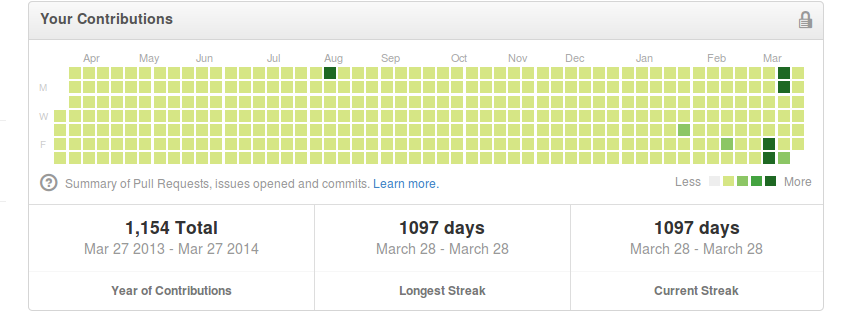 Your Contributions
Apr May Jun Jul Aug Sep Oct Nov Dec Jan Feb Mar
M
W
F
? Summary of Pull Requests, issues opened and commits. Learn more. Less More
1,154 Total 1097 days 1097 days
Mar 27 2013 - Mar 27 2014 March 28 - March 28 March 28 - March 28
Year of Contributions Longest Streak Current Streak